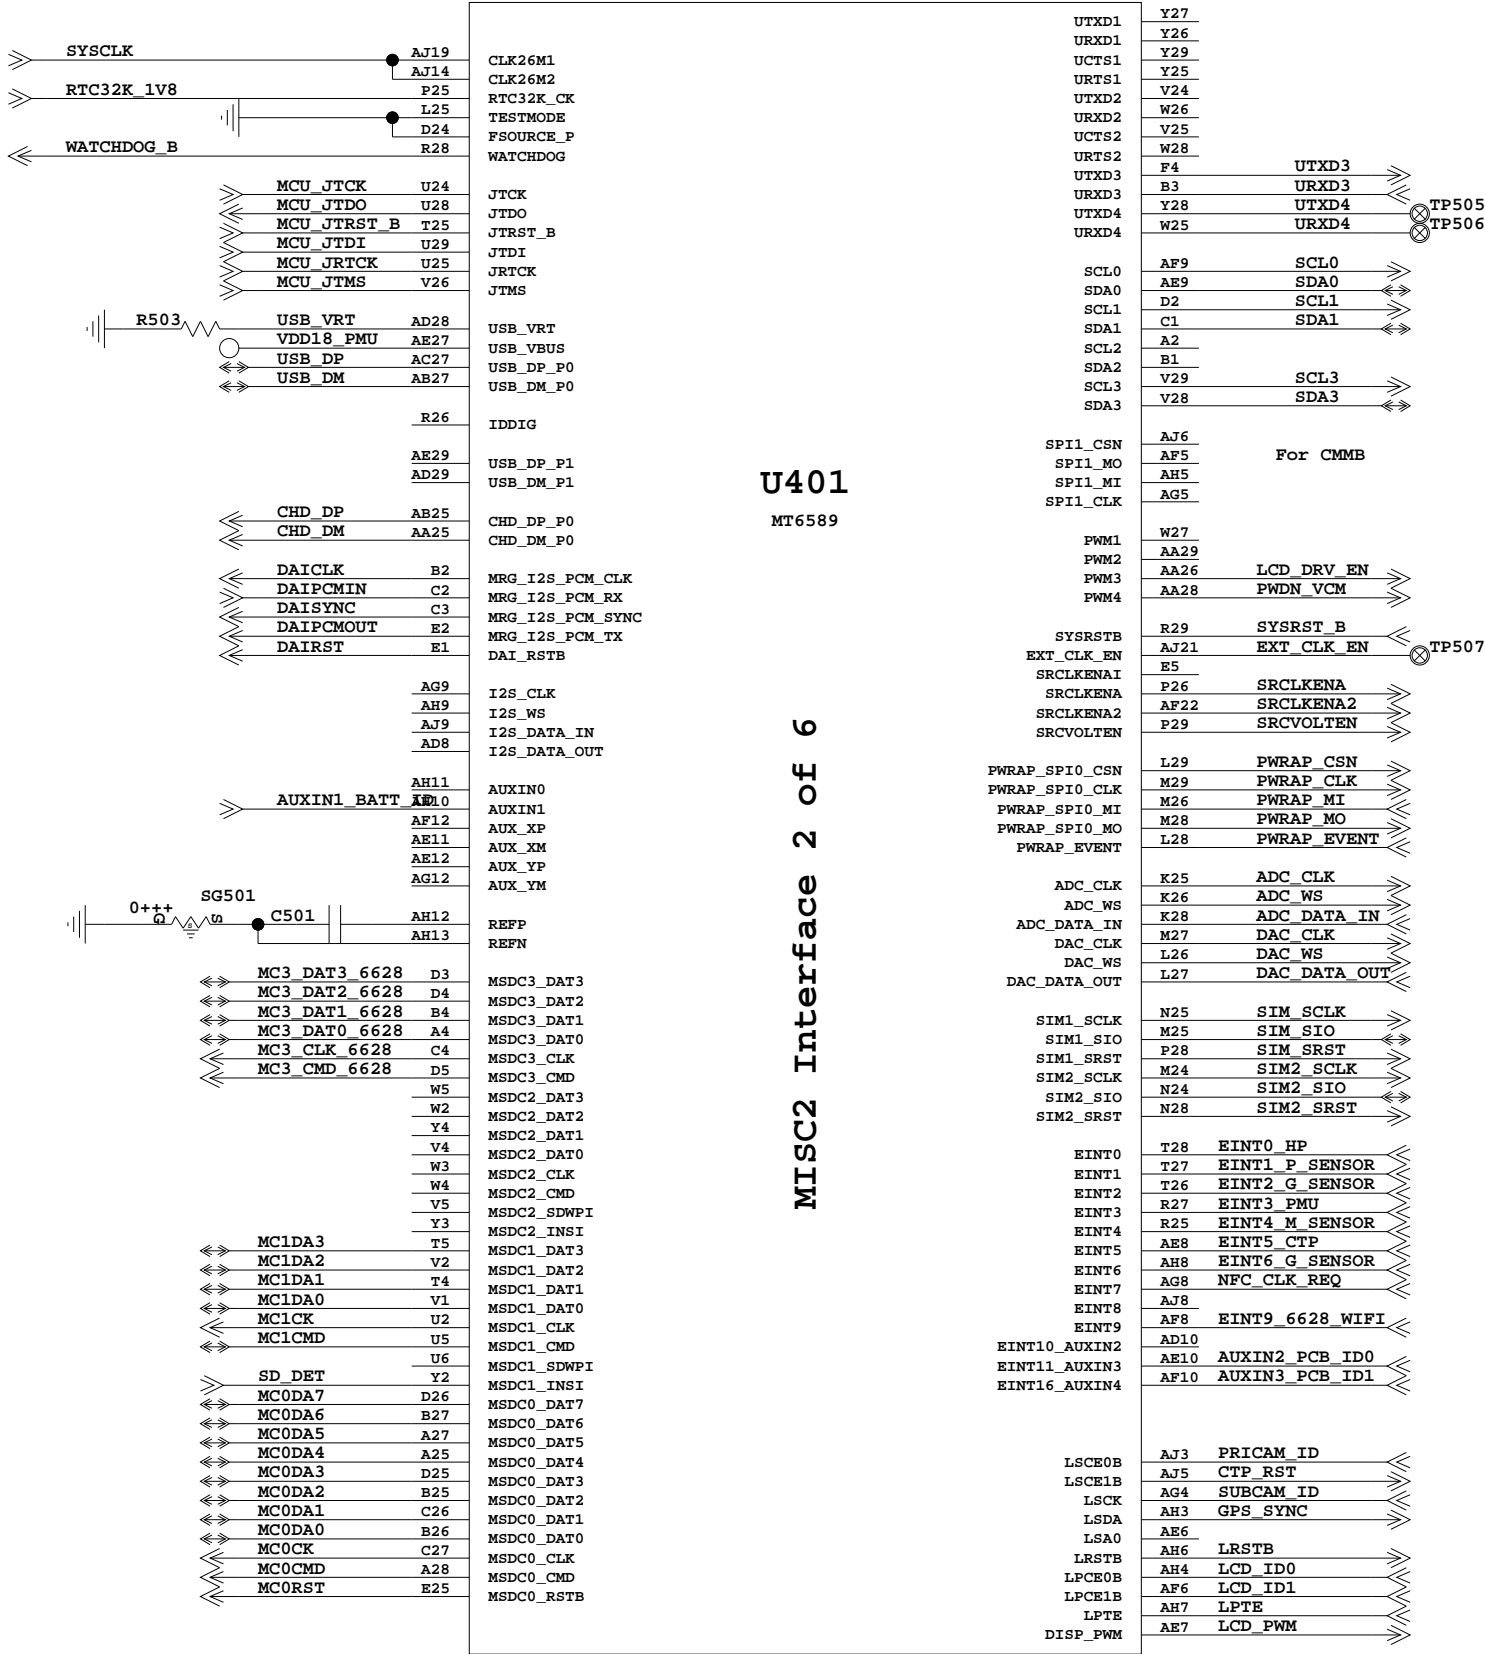 SYSCLK AJ19 CLK26M1
AJ14 CLK26M2
RTC32K_1V8 P25 RTC32K_CK
L25 TESTMODE
D24 FSOURCE_P
WATCHDOG_B R28 WATCHDOG
MCU_JTCK U24 JTCK
MCU_JTDO U28 JTDO
MCU_JTRST_B T25 JTRST_B
MCU_JTDI U29 JTDI
MCU_JRTCK U25 JRTCK
MCU_JTMS V26 JTMS
R503 USB_VRT AD28 USB_VRT
VDD18_PMU AE27 USB_VBUS
USB_DP AC27 USB_DP_P0
USB_DM AB27 USB_DM_P0
R26 IDDIG
AE29 USB_DP_P1
AD29 USB_DM_P1
CHD_DP AB25 CHD_DP_P0
CHD_DM AA25 CHD_DM_P0
DAICLK B2 MRG_I2S_PCM_CLK
DAIPCMIN C2 MRG_I2S_PCM_RX
DAISYNC C3 MRG_I2S_PCM_SYNC
DAIPCMOUT E2 MRG_I2S_PCM_TX
DAIRST E1 DAI_RSTB
AG9 I2S_CLK
AH9 I2S_WS
AJ9 I2S_DATA_IN
AD8 I2S_DATA_OUT
AH11 AUXIN0
AUXIN1_BATT_ID AH10 AUXIN1
AF12 AUX_XP
AE11 AUX_XM
AE12 AUX_YP
AG12 AUX_YM
SG501
0+++ G S C501 AH12 REFP
AH13 REFN
MC3_DAT3_6628 D3 MSDC3_DAT3
MC3_DAT2_6628 D4 MSDC3_DAT2
MC3_DAT1_6628 B4 MSDC3_DAT1
MC3_DAT0_6628 A4 MSDC3_DAT0
MC3_CLK_6628 C4 MSDC3_CLK
MC3_CMD_6628 D5 MSDC3_CMD
W5 MSDC2_DAT3
W2 MSDC2_DAT2
Y4 MSDC2_DAT1
V4 MSDC2_DAT0
W3 MSDC2_CLK
W4 MSDC2_CMD
V5 MSDC2_SDWPI
Y3 MSDC2_INSI
MC1DA3 T5 MSDC1_DAT3
MC1DA2 V2 MSDC1_DAT2
MC1DA1 T4 MSDC1_DAT1
MC1DA0 V1 MSDC1_DAT0
MC1CK U2 MSDC1_CLK
MC1CMD U5 MSDC1_CMD
U6 MSDC1_SDWPI
SD_DET Y2 MSDC1_INSI
MC0DA7 D26 MSDC0_DAT7
MC0DA6 B27 MSDC0_DAT6
MC0DA5 A27 MSDC0_DAT5
MC0DA4 A25 MSDC0_DAT4
MC0DA3 D25 MSDC0_DAT3
MC0DA2 B25 MSDC0_DAT2
MC0DA1 C26 MSDC0_DAT1
MC0DA0 B26 MSDC0_DAT0
MC0CK C27 MSDC0_CLK
MC0CMD A28 MSDC0_CMD
MC0RST E25 MSDC0_RSTB
U401
MT6589
MISC2 Interface 2 of 6
UTXD1 Y27
URXD1 Y26
UCTS1 Y29
URTS1 Y25
UTXD2 V24
URXD2 W26
UCTS2 V25
URTS2 W28
UTXD3 F4 UTXD3
URXD3 B3 URXD3
UTXD4 Y28 UTXD4 TP505
URXD4 W25 URXD4 TP506
SCL0 AF9 SCL0
SDA0 AE9 SDA0
SCL1 D2 SCL1
SDA1 C1 SDA1
SCL2 A2
SDA2 B1
SCL3 V29 SCL3
SDA3 V28 SDA3
SPI1_CSN AJ6
SPI1_MO AF5 For CMMB
SPI1_MI AH5
SPI1_CLK AG5
PWM1 W27
PWM2 AA29
PWM3 AA26 LCD_DRV_EN
PWM4 AA28 PWDN_VCM
SYSRSTB R29 SYSRST_B
EXT_CLK_EN AJ21 EXT_CLK_EN TP507
SRCLKENAI E5
SRCLKENA P26 SRCLKENA
SRCLKENA2 AF22 SRCLKENA2
SRCVOLTEN P29 SRCVOLTEN
PWRAP_SPI0_CSN L29 PWRAP_CSN
PWRAP_SPI0_CLK M29 PWRAP_CLK
PWRAP_SPI0_MI M26 PWRAP_MI
PWRAP_SPI0_MO M28 PWRAP_MO
PWRAP_EVENT L28 PWRAP_EVENT
ADC_CLK K25 ADC_CLK
ADC_WS K26 ADC_WS
ADC_DATA_IN K28 ADC_DATA_IN
DAC_CLK M27 DAC_CLK
DAC_WS L26 DAC_WS
DAC_DATA_OUT L27 DAC_DATA_OUT
SIM1_SCLK N25 SIM_SCLK
SIM1_SIO M25 SIM_SIO
SIM1_SRST P28 SIM_SRST
SIM2_SCLK M24 SIM2_SCLK
SIM2_SIO N24 SIM2_SIO
SIM2_SRST N28 SIM2_SRST
EINT0 T28 EINT0_HP
EINT1 T27 EINT1_P_SENSOR
EINT2 T26 EINT2_G_SENSOR
EINT3 R27 EINT3_PMU
EINT4 R25 EINT4_M_SENSOR
EINT5 AE8 EINT5_CTP
EINT6 AH8 EINT6_G_SENSOR
EINT7 AG8 NFC_CLK_REQ
EINT8 AJ8
EINT9 AF8 EINT9_6628_WIFI
EINT10_AUXIN2 AD10
EINT11_AUXIN3 AE10 AUXIN2_PCB_ID0
EINT16_AUXIN4 AF10 AUXIN3_PCB_ID1
LSCE0B AJ3 PRICAM_ID
LSCE1B AJ5 CTP_RST
LSCK AG4 SUBCAM_ID
LSDA AH3 GPS_SYNC
LSA0 AE6
LRSTB AH6 LRSTB
LPCE0B AH4 LCD_ID0
LPCE1B AF6 LCD_ID1
LPTE AH7 LPTE
DISP_PWM AE7 LCD_PWM